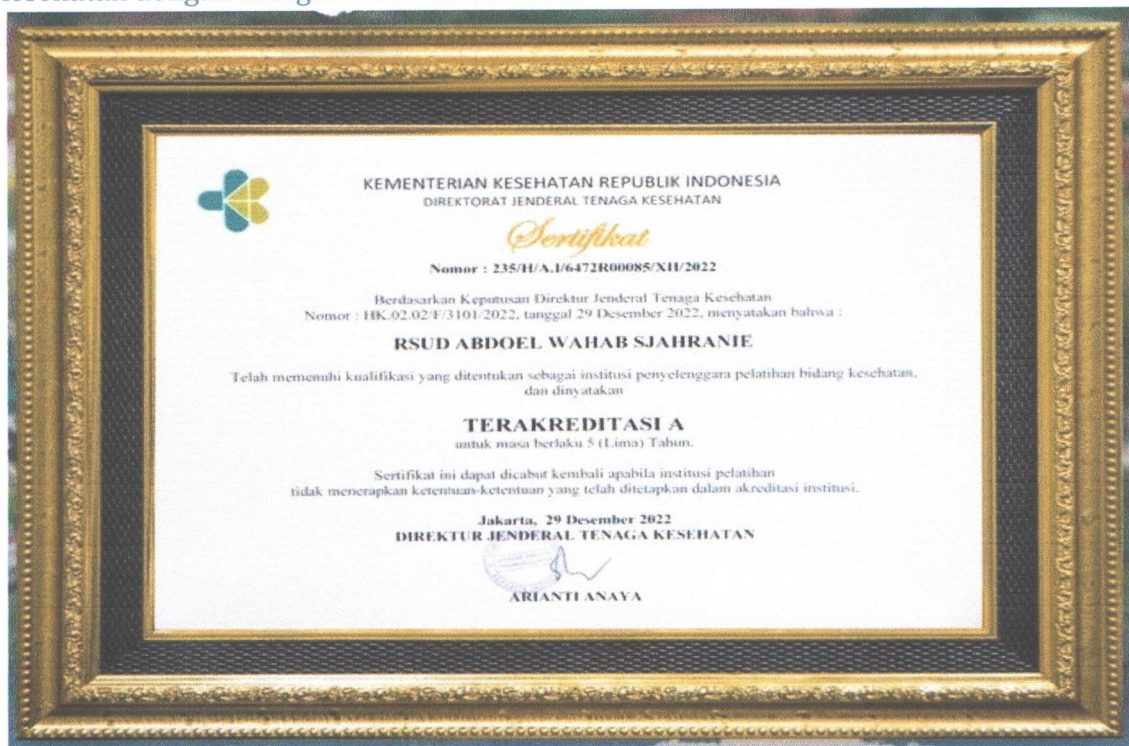 KEMENTERIAN KESEHATAN REPUBLIK INDONESIA
DIREKTORAT JENDERAL TENAGA KESEHATAN
Sertifikat
Nomor : 235/H/A.I/6472R00085/XII/2022
Berdasarkan Keputusan Direktur Jenderal Tenaga Kesehatan
Nomor : HK.02.02/F/3101/2022, tanggal 29 Desember 2022, menyatakan bahwa :
RSUD ABDOEL WAHAB SJAHRANIE
Telah memenuhi kualifikasi yang ditentukan sebagai institusi penyelenggara pelatihan bidang kesehatan,
dan dinyatakan
TERAKREDITASI A
untuk masa berlaku 5 (Lima) Tahun.
Sertifikat ini dapat dicabut kembali apabila institusi pelatihan
tidak menerapkan ketentuan-ketentuan yang telah ditetapkan dalam akreditasi institusi.
Jakarta, 29 Desember 2022
DIREKTUR JENDERAL TENAGA KESEHATAN
ARIANTI ANAYA